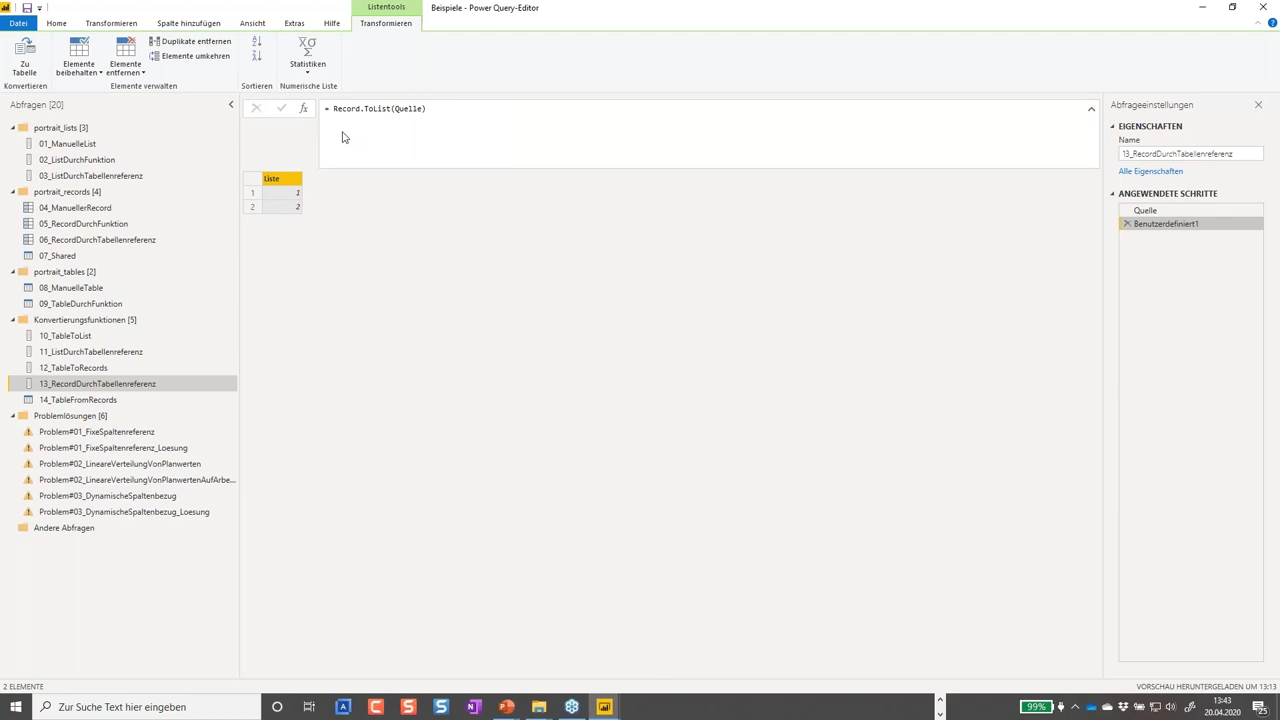 Listentools
Beispiele - Power Query-Editor
Datei
Home
Transformieren
Spalte hinzufügen
Ansicht
Extras
Hilfe
Transformieren
Zu
Tabelle
Elemente
beibehalten
Elemente
entfernen
Duplikate entfernen
Elemente umkehren
Statistiken
Konvertieren
Elemente verwalten
Sortieren
Numerische Liste
Abfragen [20]
portrait_lists [3]
01_ManuelleList
02_ListDurchFunktion
03_ListDurchTabellenreferenz
portrait_records [4]
04_ManuellerRecord
05_RecordDurchFunktion
06_RecordDurchTabellenreferenz
07_Shared
portrait_tables [2]
08_ManuelleTable
09_TableDurchFunktion
Konvertierungsfunktionen [5]
10_TableToList
11_ListDurchTabellenreferenz
12_TableToRecords
13_RecordDurchTabellenreferenz
14_TableFromRecords
Problemlösungen [6]
Problem#01_FixeSpaltenreferenz
Problem#01_FixeSpaltenreferenz_Loesung
Problem#02_LineareVerteilungVonPlanwerten
Problem#02_LineareVerteilungVonPlanwertenAufArbe...
Problem#03_DynamischeSpaltenbezug
Problem#03_DynamischeSpaltenbezug_Loesung
Andere Abfragen
fx
= Record.ToList(Quelle)
Liste
1 1
2 2
Abfrageeinstellungen
EIGENSCHAFTEN
Name
13_RecordDurchTabellenreferenz
Alle Eigenschaften
ANGEWENDETE SCHRITTE
Quelle
Benutzerdefiniert1
2 ELEMENTE
VORSCHAU HERUNTERGELADEN UM 13:13
Zur Suche Text hier eingeben
99%
13:43
20.04.2020